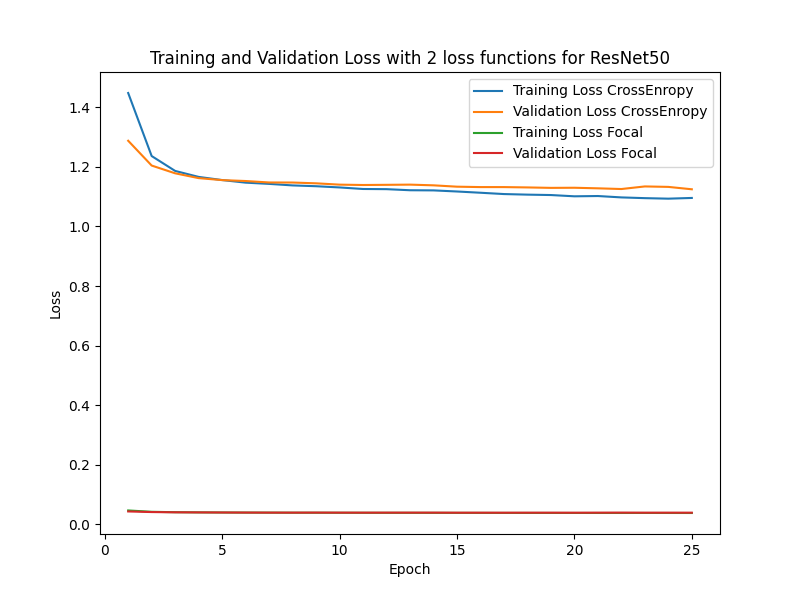 Training and Validation Loss with 2 loss functions for ResNet50
Training Loss CrossEnropy
Validation Loss CrossEnropy
Training Loss Focal
Validation Loss Focal
1.4
1.2
1.0
0.8
0.6
0.4
0.2
0.0
Loss
0
5
10
15
20
25
Epoch